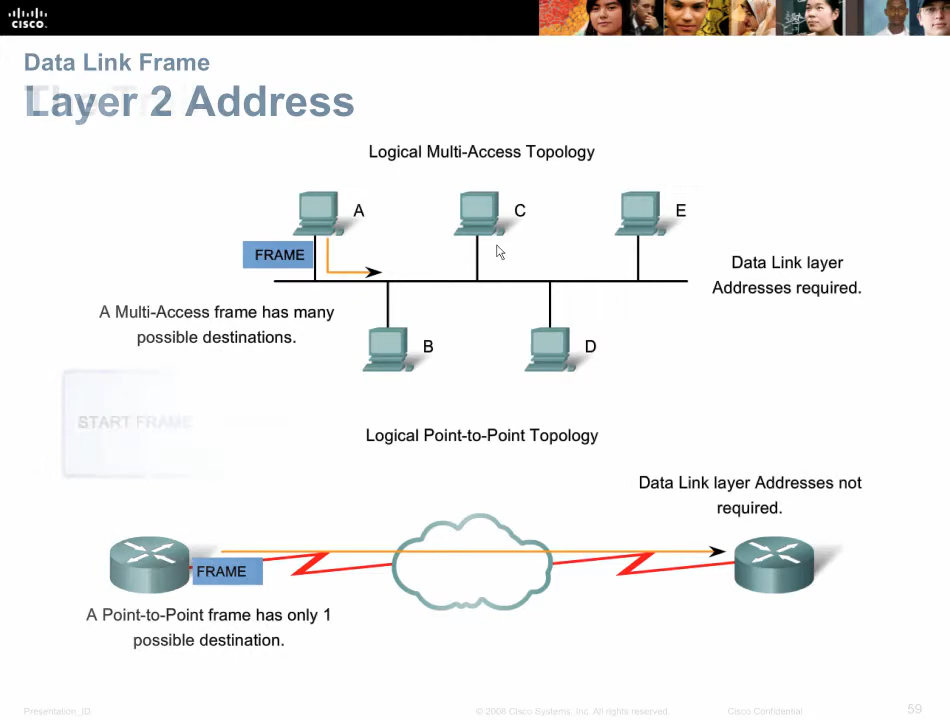 CISCO
Data Link Frame
Layer 2 Address
Logical Multi-Access Topology
A
C
E
FRAME
Data Link layer
Addresses required.
A Multi-Access frame has many
possible destinations.
B
D
START FRAME
Logical Point-to-Point Topology
Data Link layer Addresses not
required.
FRAME
A Point-to-Point frame has only 1
possible destination.
Presentation_ID
© 2008 Cisco Systems, Inc. All rights reserved.
Cisco Confidential
59